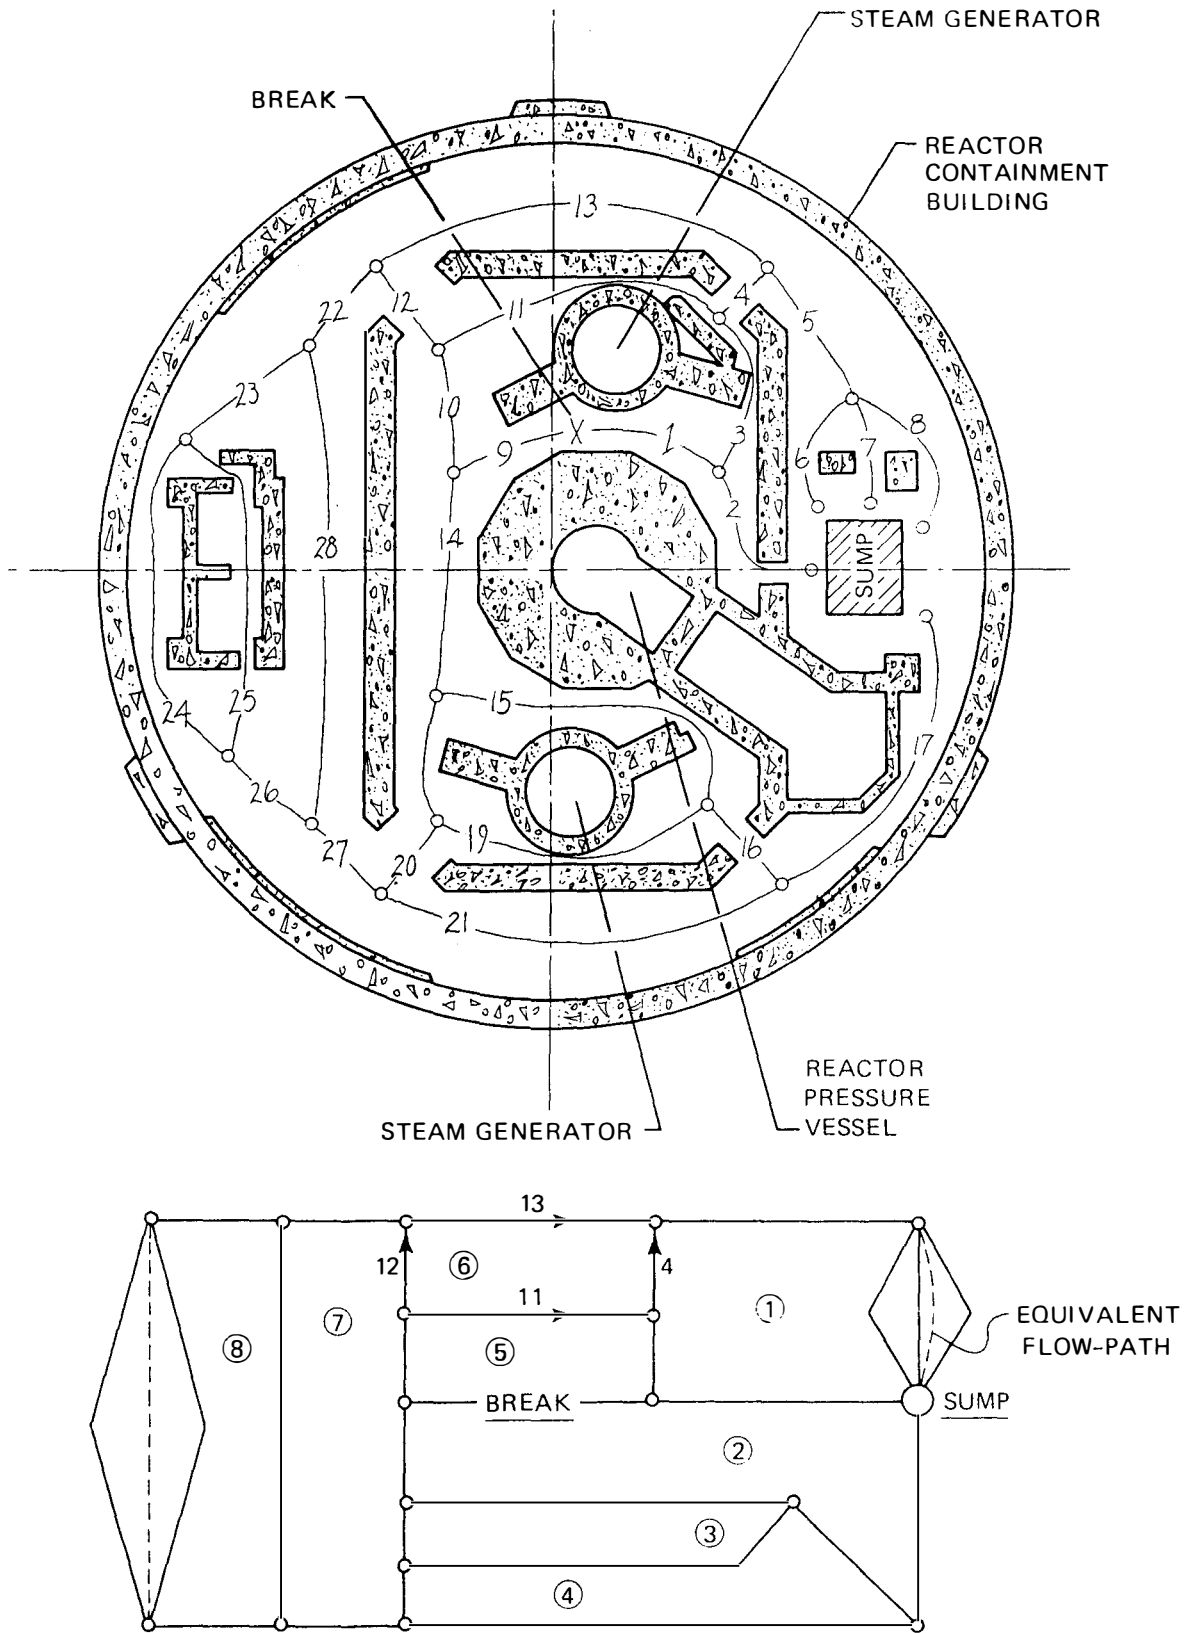 STEAM GENERATOR
BREAK
REACTOR
CONTAINMENT
BUILDING
13
22
12
11
4
5
23
10
8
9
X
1
3
6
7
2
28
14
SUMP
15
24
25
17
26
27
20
19
16
21
REACTOR
PRESSURE
VESSEL
STEAM GENERATOR
13
12
⑥
4
11
①
⑦
⑧
⑤
EQUIVALENT
FLOW-PATH
BREAK
SUMP
②
③
④